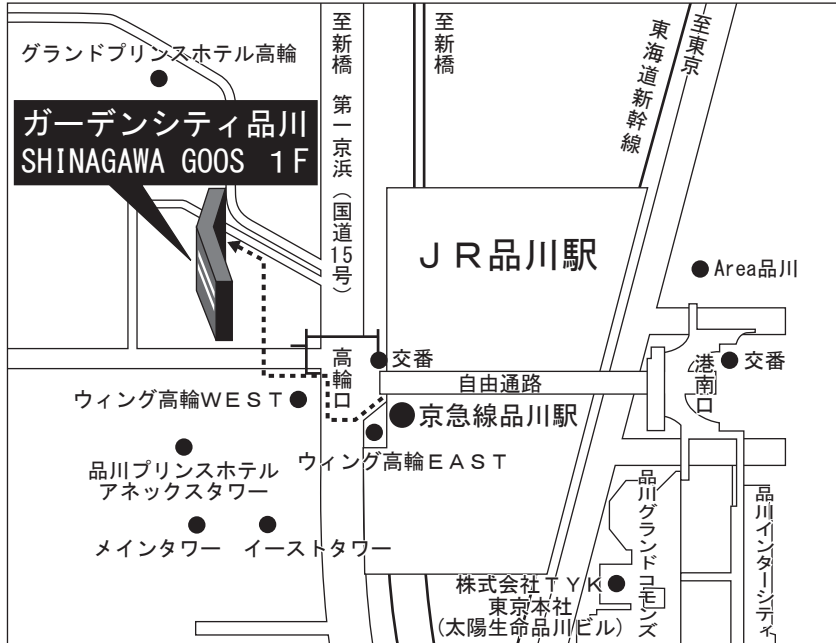 グランドプリンスホテル高輪
ガーデンシティ品川
SHINAGAWA GOOS 1F
至新橋
第一京浜(国道15号)
至新橋
東海道新幹線
至東京
JR品川駅
Area品川
高輪口
交番
自由通路
港南口
交番
ウィング高輪WEST
京急線品川駅
ウィング高輪EAST
品川プリンスホテル
アネックスタワー
メインタワー
イーストタワー
品川グランドコモンズ
品川インターシティ
株式会社TYK
東京本社
(太陽生命品川ビル)